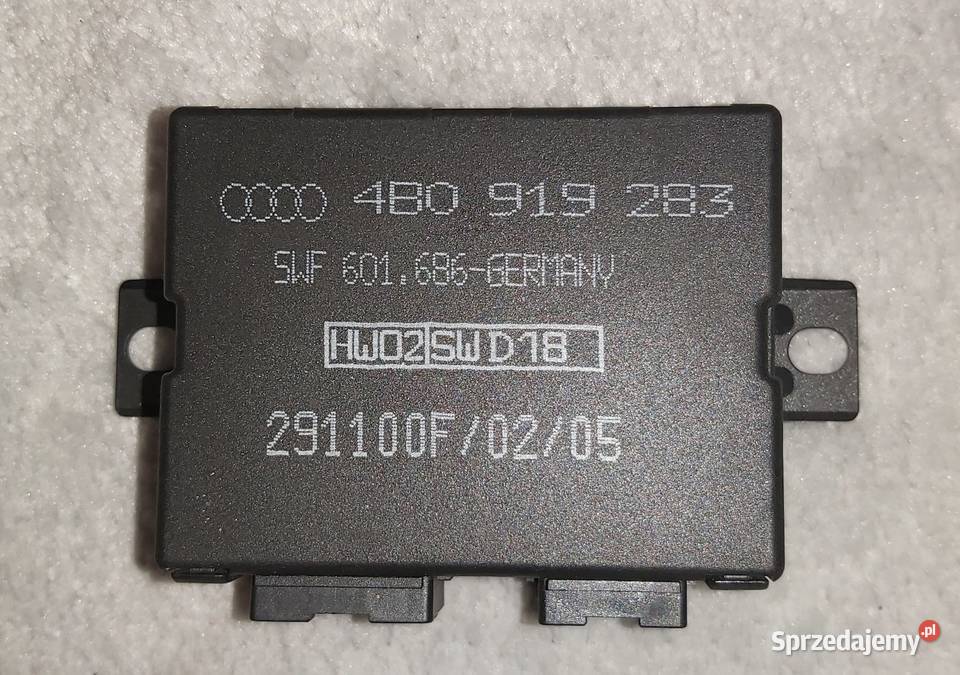 4B0 919 283
SWF 601.686-GERMANY
HW02 SW D18
291100F/02/05
Sprzedajemy.pl